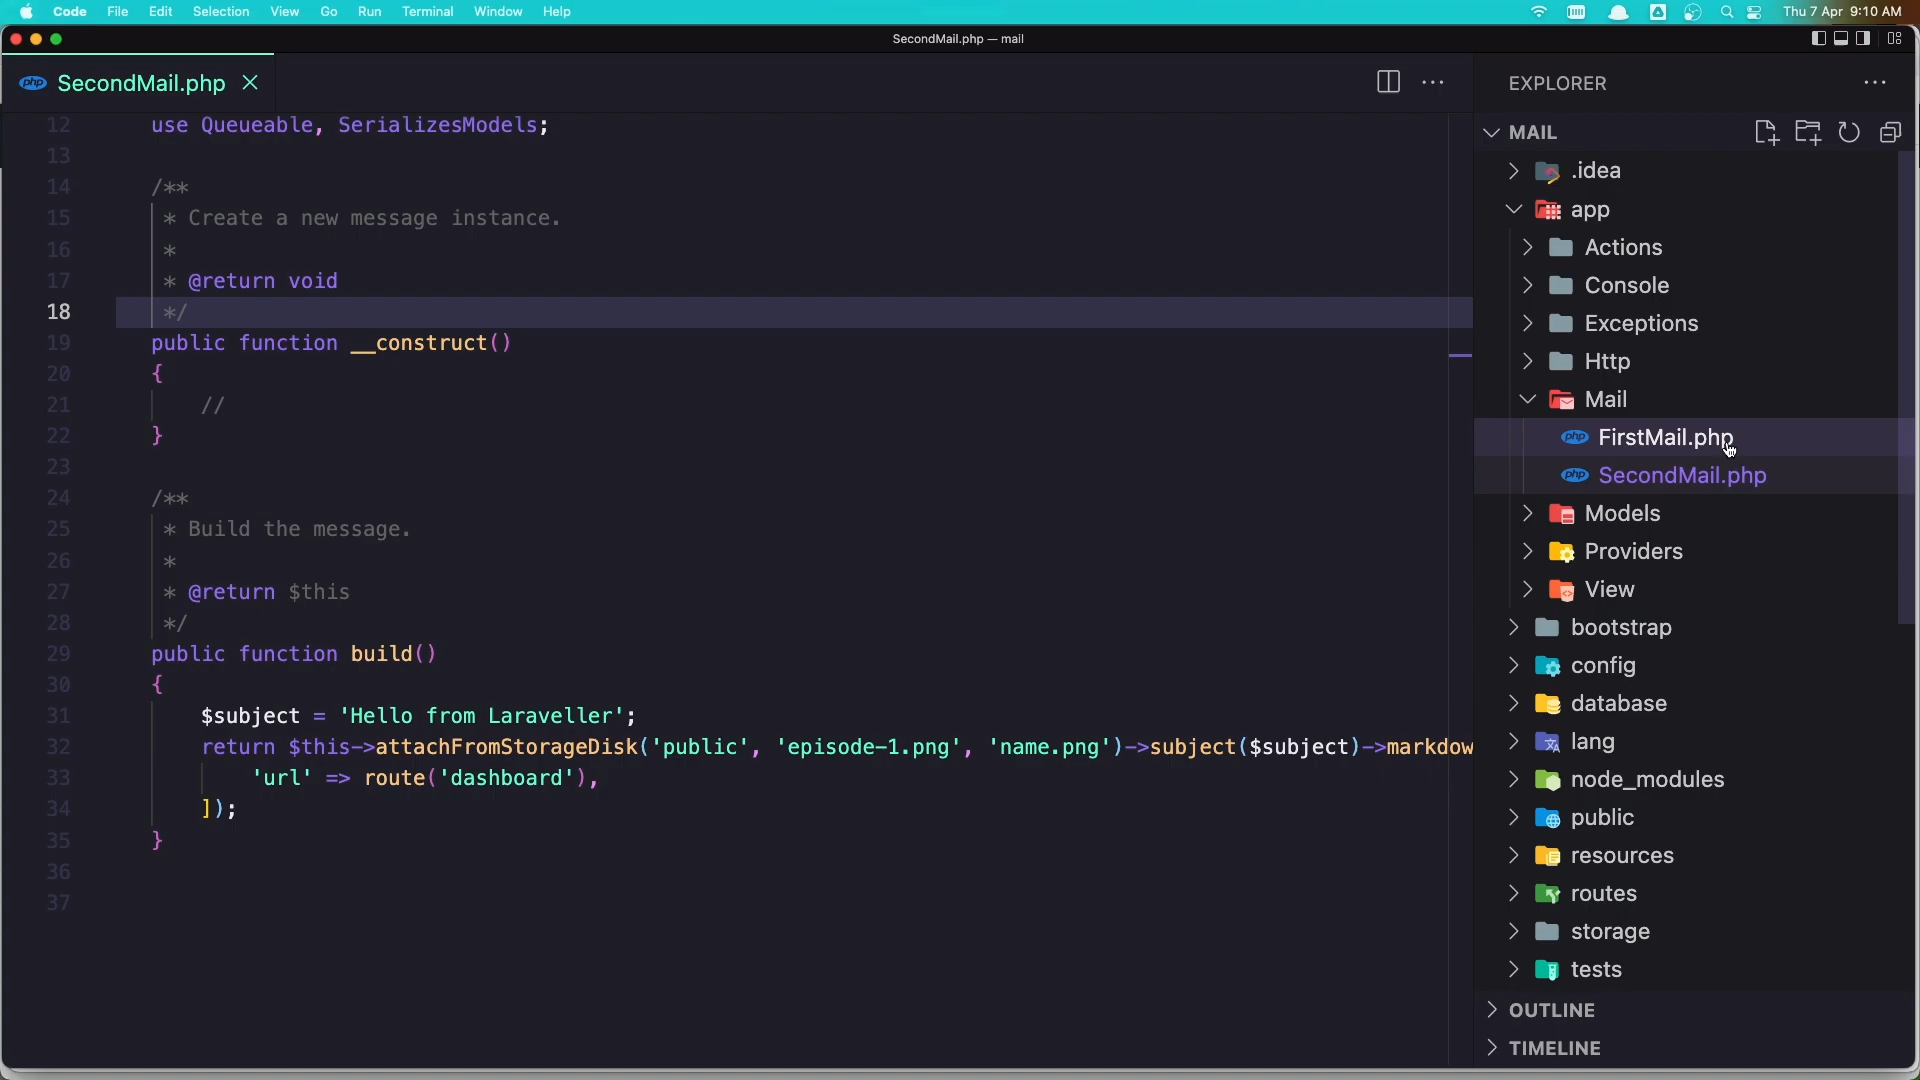 Code File Edit Selection View Go Run Terminal Window Help
Thu 7 Apr 9:10 AM
SecondMail.php — mail
php SecondMail.php
12 use Queueable, SerializesModels;
13
14 /**
15 * Create a new message instance.
16 *
17 * @return void
18 */
19 public function __construct()
20 {
21 //
22 }
23
24 /**
25 * Build the message.
26 *
27 * @return $this
28 */
29 public function build()
30 {
31 $subject = 'Hello from Laraveller';
32 return $this->attachFromStorageDisk('public', 'episode-1.png', 'name.png')->subject($subject)->markdow
33 'url' => route('dashboard'),
34 ]);
35 }
36
37
EXPLORER
MAIL
.idea
app
Actions
Console
Exceptions
Http
Mail
php FirstMail.php
php SecondMail.php
Models
Providers
View
bootstrap
config
database
lang
node_modules
public
resources
routes
storage
tests
OUTLINE
TIMELINE